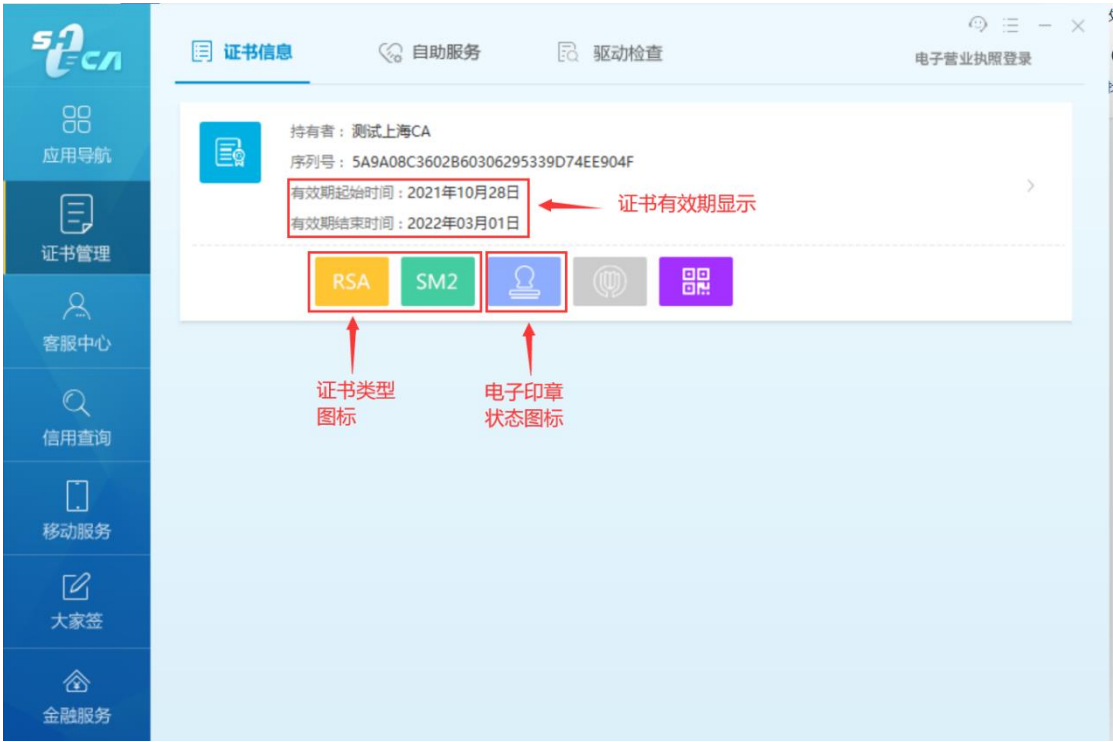 SHECA
证书信息
自助服务
驱动检查
电子营业执照登录
应用导航
证书管理
客服中心
信用查询
移动服务
大家签
金融服务
持有者：测试上海CA
序列号：5A9A08C3602B60306295339D74EE904F
有效期起始时间：2021年10月28日
有效期结束时间：2022年03月01日
证书有效期显示
RSA
SM2
证书类型
图标
电子印章
状态图标